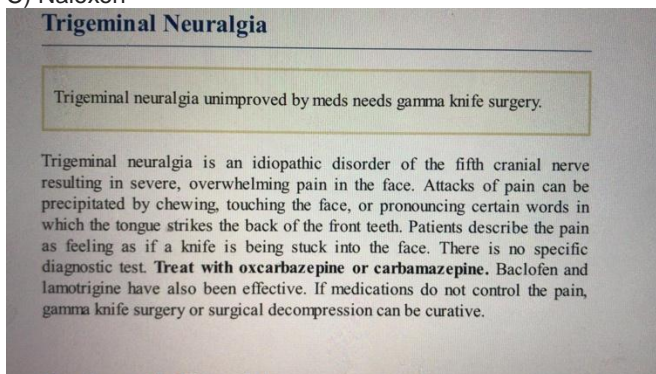 C) Naloxon
Trigeminal Neuralgia
Trigeminal neuralgia unimproved by meds needs gamma knife surgery.
Trigeminal neuralgia is an idiopathic disorder of the fifth cranial nerve
resulting in severe, overwhelming pain in the face. Attacks of pain can be
precipitated by chewing, touching the face, or pronouncing certain words in
which the tongue strikes the back of the front teeth. Patients describe the pain
as feeling as if a knife is being stuck into the face. There is no specific
diagnostic test. Treat with oxcarbazepine or carbamazepine. Baclofen and
lamotrigine have also been effective. If medications do not control the pain,
gamma knife surgery or surgical decompression can be curative.